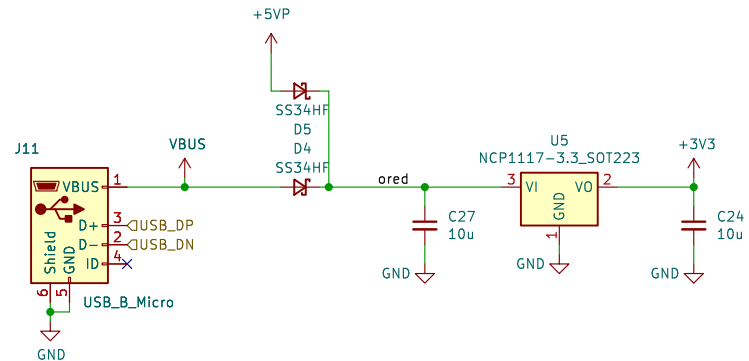 +5VP
SS34HF
D5
D4
SS34HF
J11
VBUS
VBUS
1
D+
3
USB_DP
D-
2
USB_DN
ID
4
Shield
GND
6
5
USB_B_Micro
GND
ored
C27
10u
GND
U5
NCP1117-3.3_SOT223
3
VI
VO
2
GND
1
GND
+3V3
C24
10u
GND